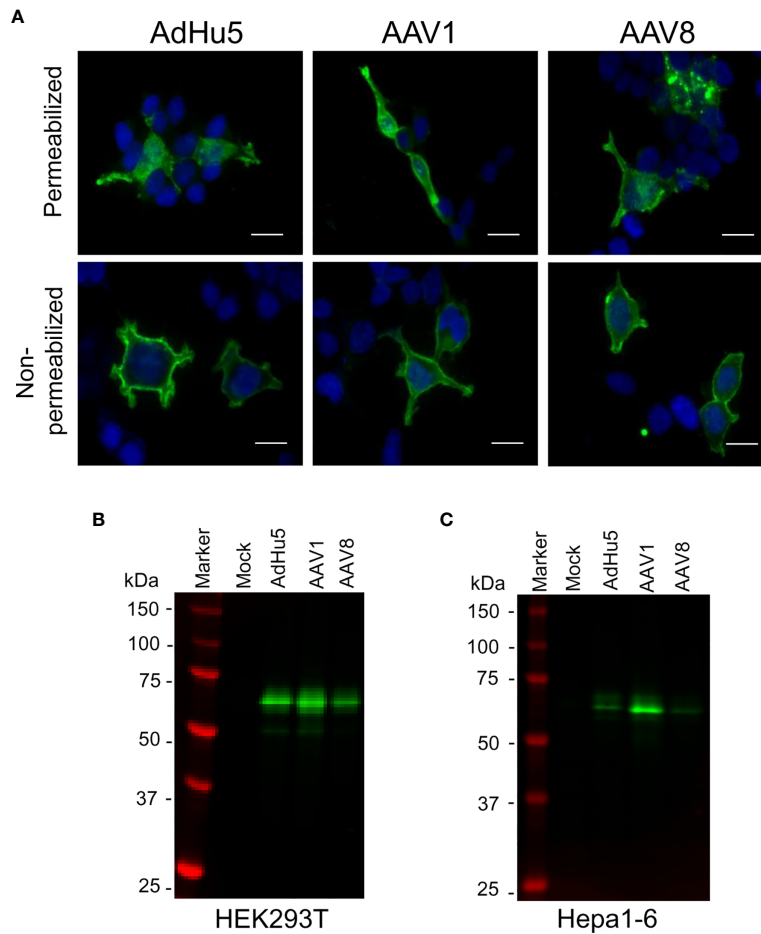 A
AdHu5 AAV1 AAV8
Permeabilized
Non-
permeabilized
B
kDa Marker Mock AdHu5 AAV1 AAV8
150 -
100 -
75 -
50 -
37 -
25 -
HEK293T
C
kDa Marker Mock AdHu5 AAV1 AAV8
150 -
100 -
75 -
50 -
37 -
25 -
Hepa1-6